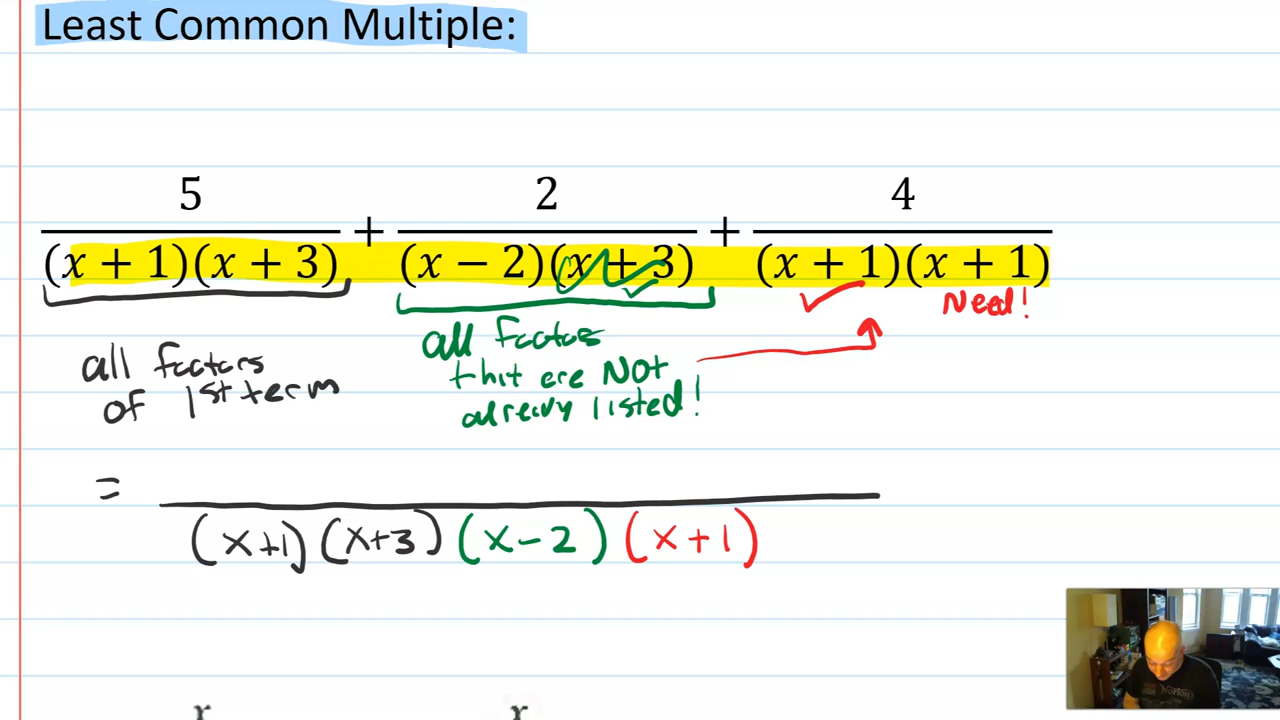 Least Common Multiple:
5 2 4
(x + 1)(x + 3) + (x − 2)(x + 3) + (x + 1)(x + 1)
Need!
all factors
of 1st term
all factors
that are NOT
already listed!
=
(x+1)(x+3)(x-2)(x+1)
Norton
x x